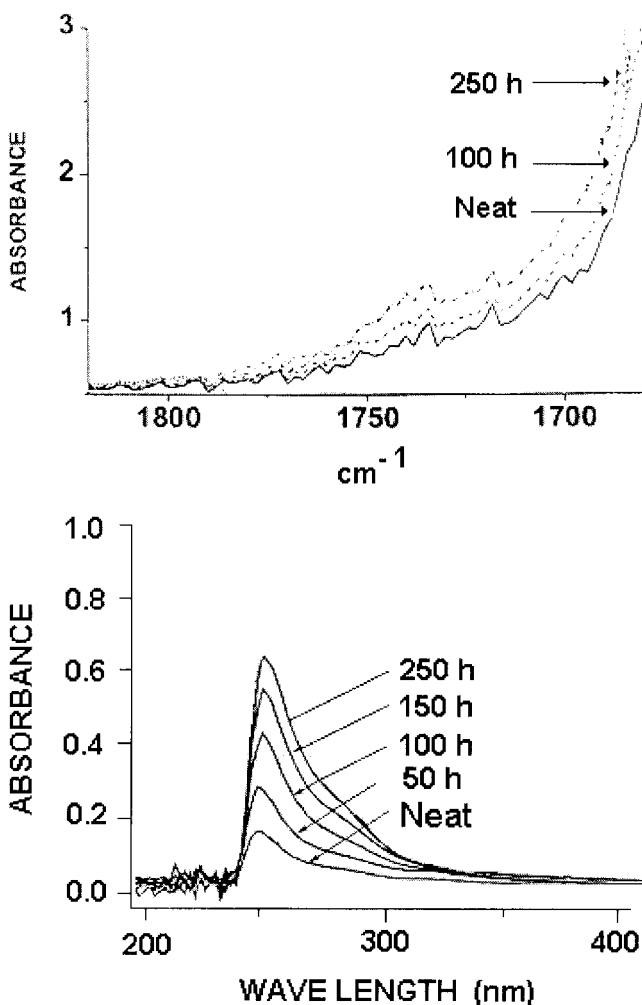 3
250 h
2
100 h
Neat
ABSORBANCE
1
1800 1750 1700
cm-1
1.0
0.8
0.6
0.4
0.2
0.0
ABSORBANCE
250 h
150 h
100 h
50 h
Neat
200 300 400
WAVE LENGTH (nm)